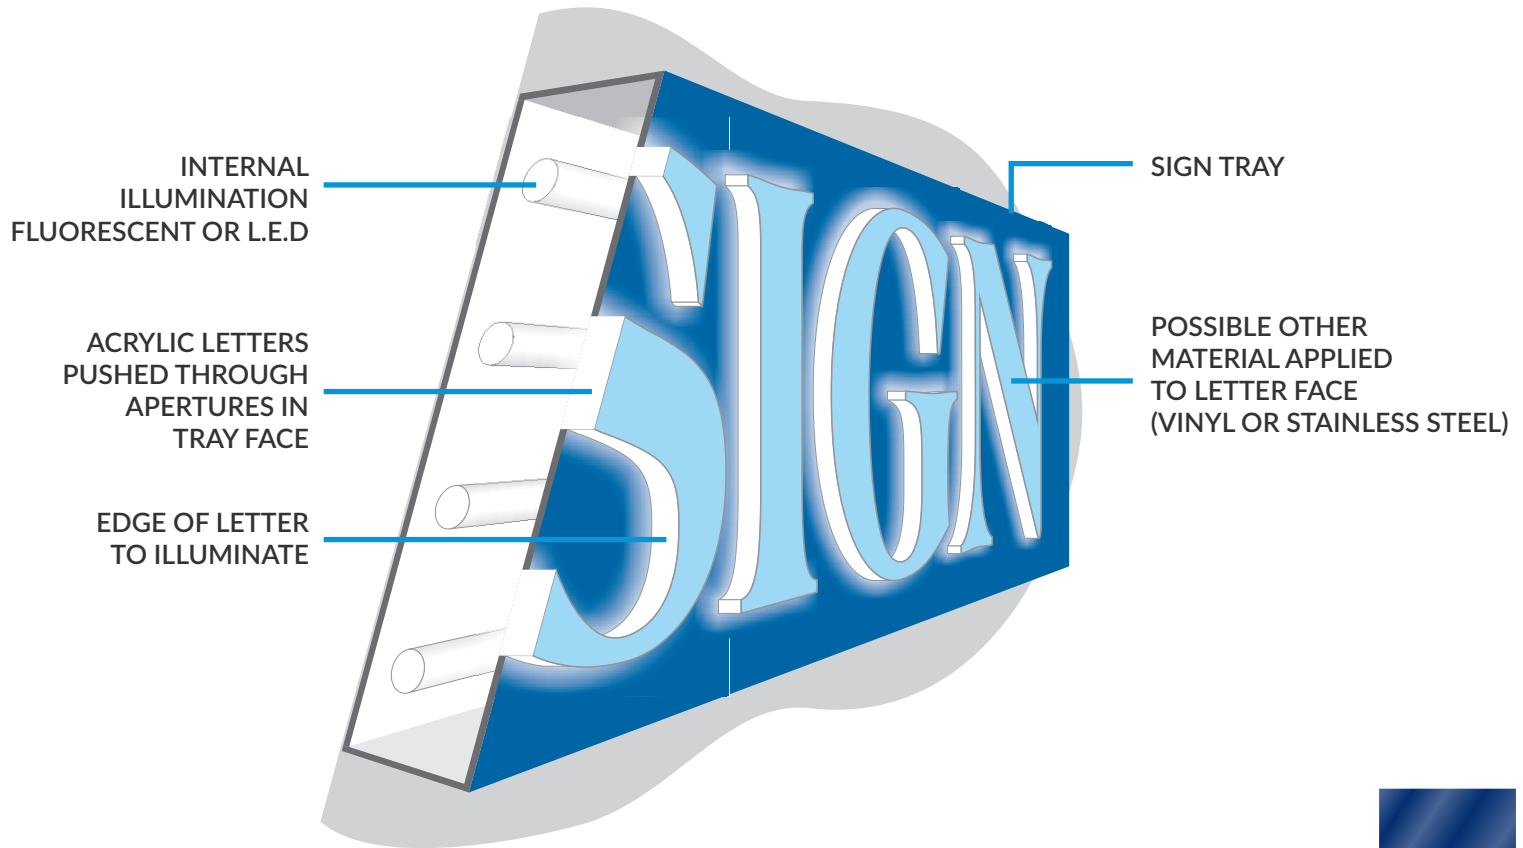 INTERNAL
ILLUMINATION
FLUORESCENT OR L.E.D
ACRYLIC LETTERS
PUSHED THROUGH
APERTURES IN
TRAY FACE
EDGE OF LETTER
TO ILLUMINATE
SIGN
SIGN TRAY
POSSIBLE OTHER
MATERIAL APPLIED
TO LETTER FACE
(VINYL OR STAINLESS STEEL)